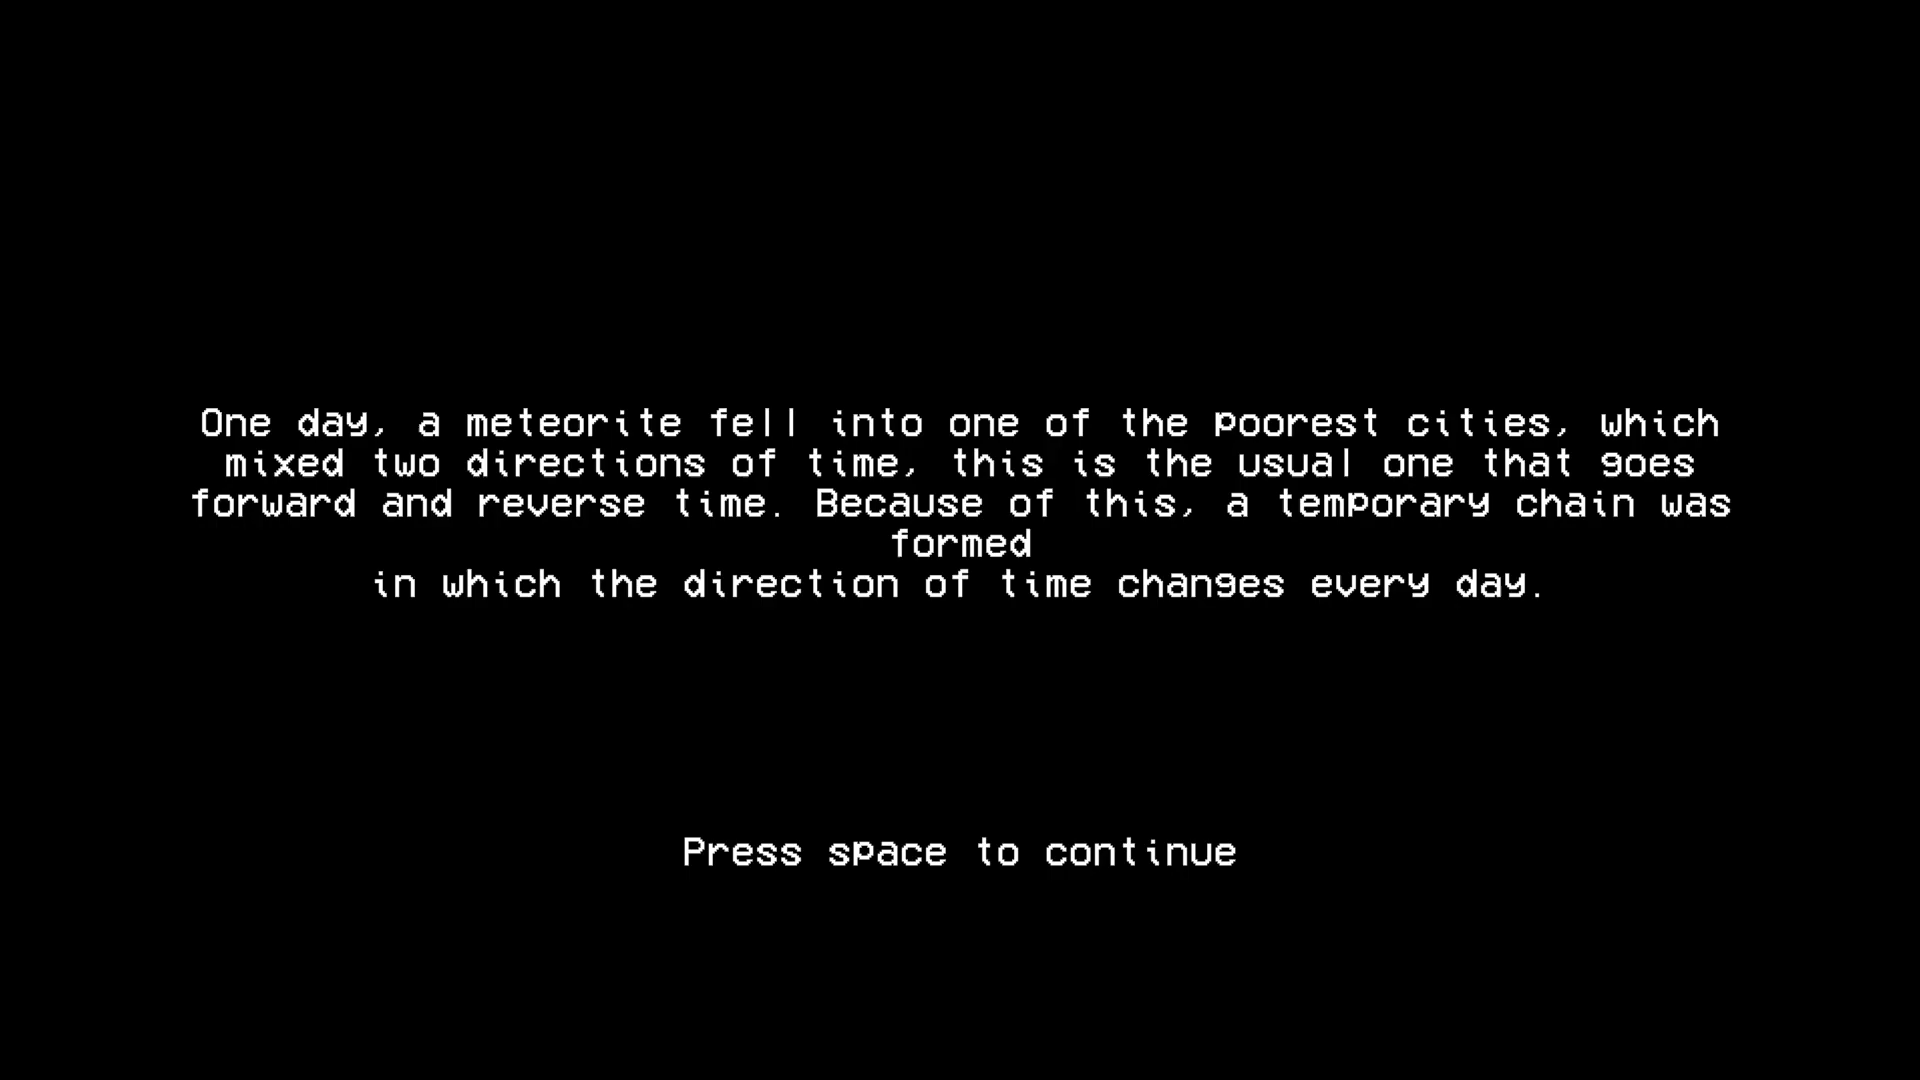 One day, a meteorite fell into one of the poorest cities, which
mixed two directions of time, this is the usual one that goes
forward and reverse time. Because of this, a temporary chain was
formed
in which the direction of time changes every day.
Press space to continue